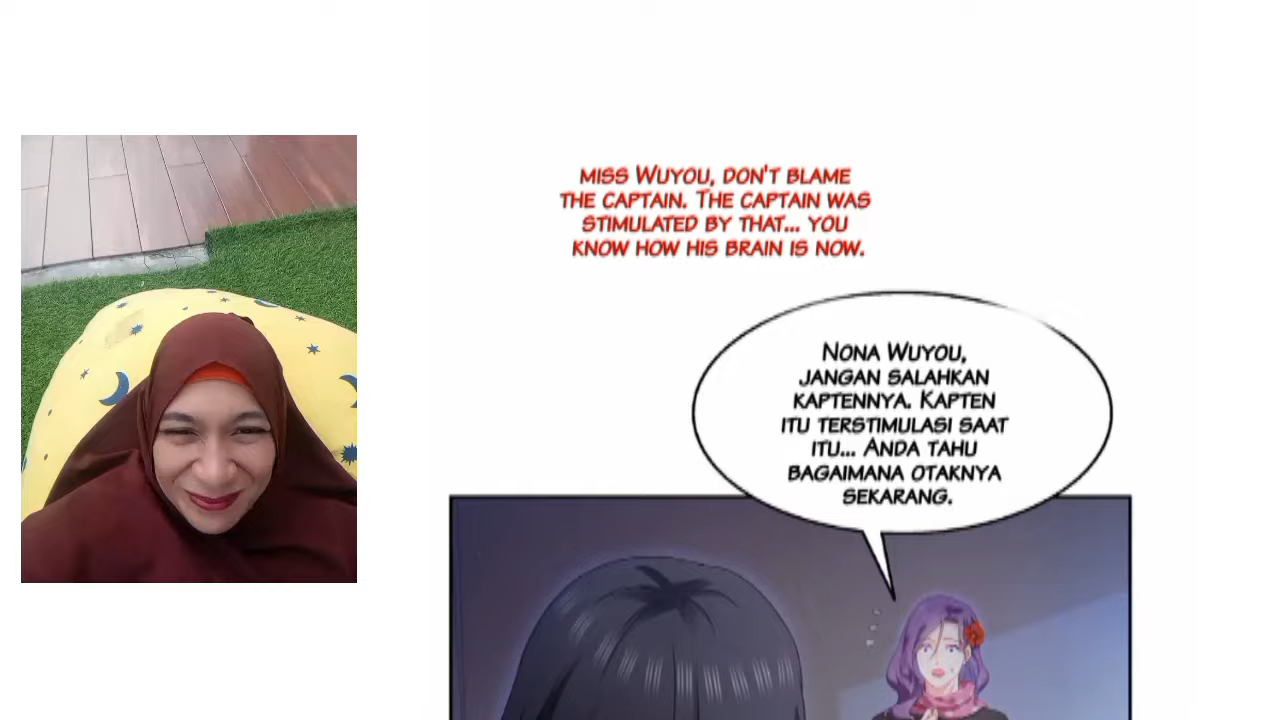 MISS WUYOU, DON'T BLAME
THE CAPTAIN. THE CAPTAIN WAS
STIMULATED BY THAT... YOU
KNOW HOW HIS BRAIN IS NOW.
NONA WUYOU,
JANGAN SALAHKAN
KAPTENNYA. KAPTEN
ITU TERSTIMULASI SAAT
ITU... ANDA TAHU
BAGAIMANA OTAKNYA
SEKARANG.